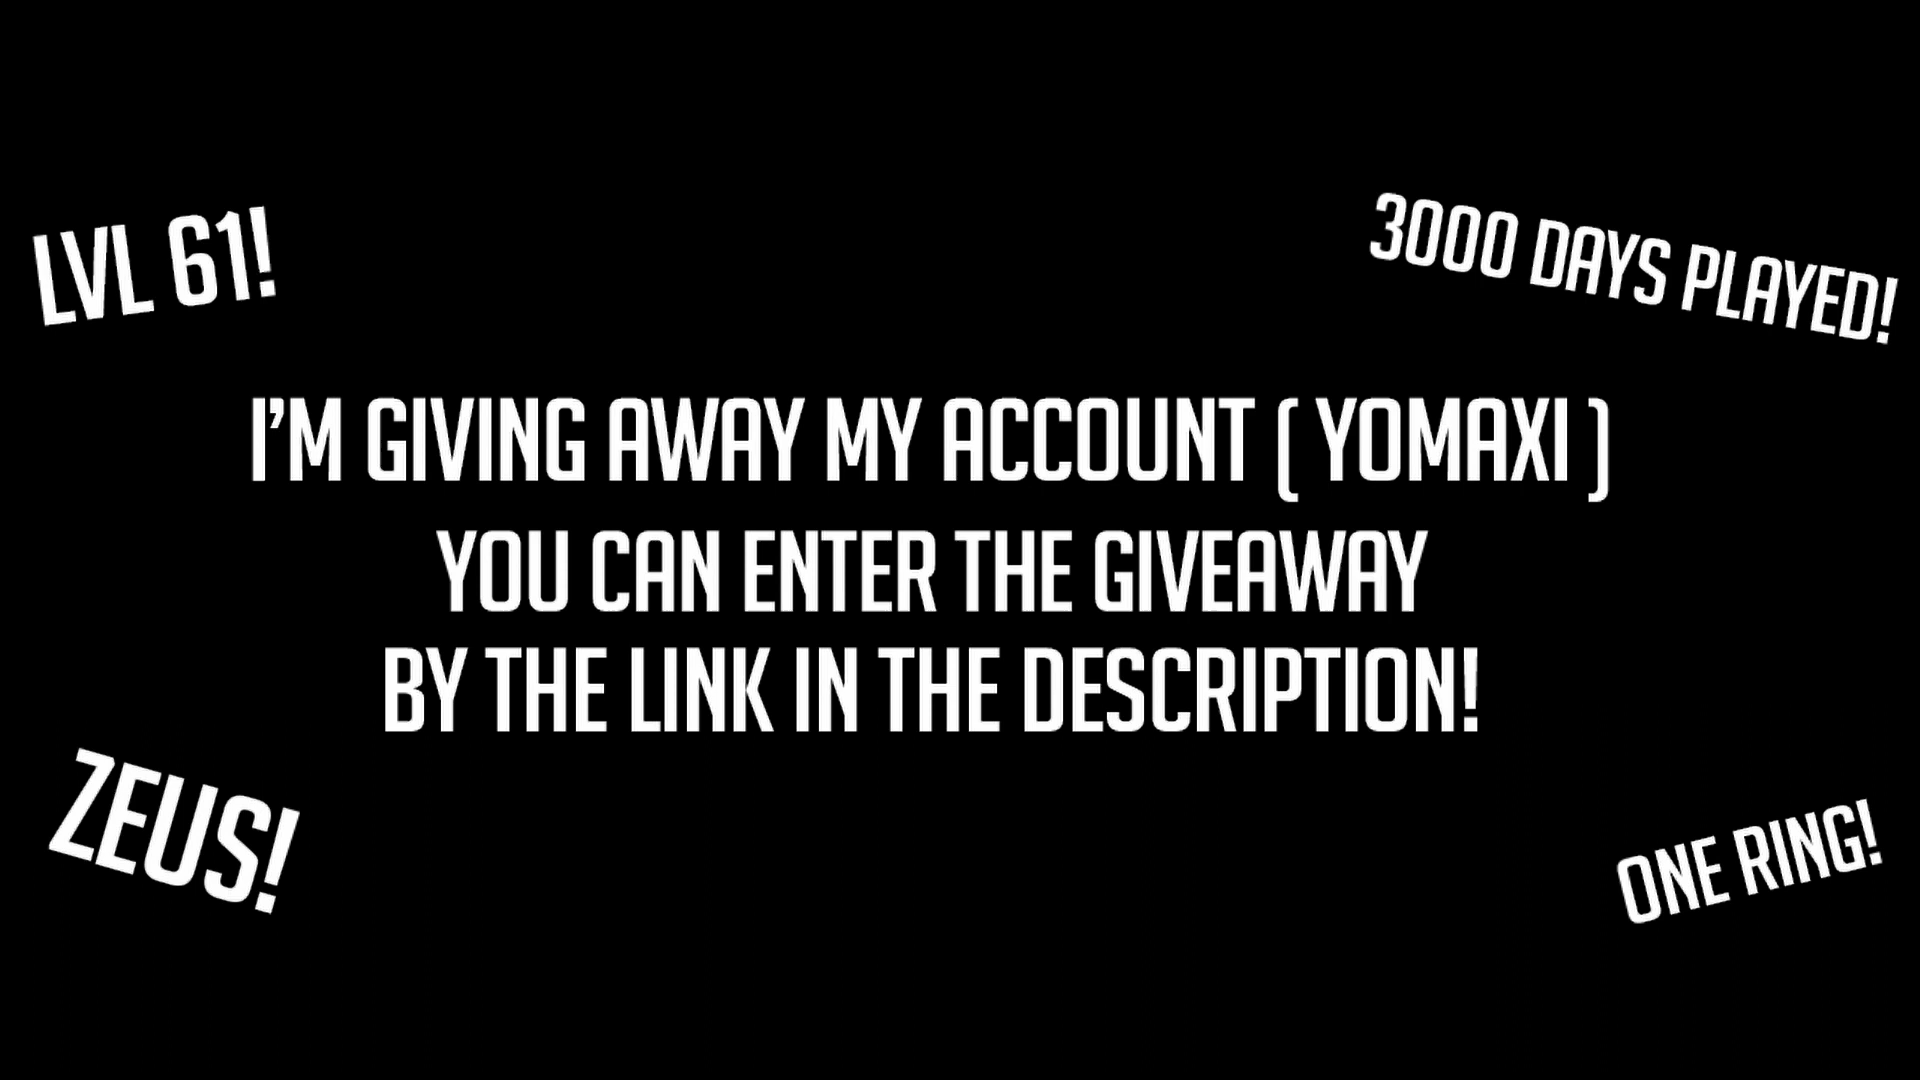 LVL 61!
3000 DAYS PLAYED!
I'M GIVING AWAY MY ACCOUNT ( YOMAXI )
YOU CAN ENTER THE GIVEAWAY
BY THE LINK IN THE DESCRIPTION!
ZEUS!
ONE RING!